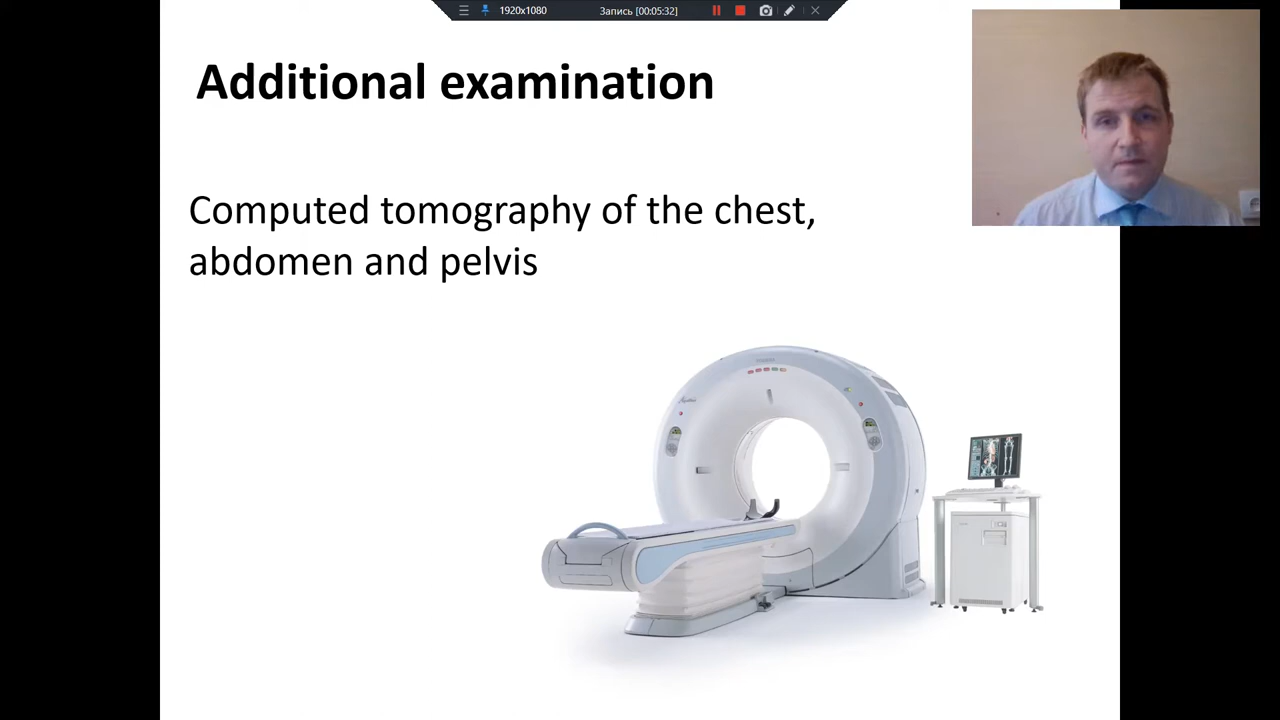 1920x1080 Запись [00:05:32]
Additional examination
Computed tomography of the chest,
abdomen and pelvis